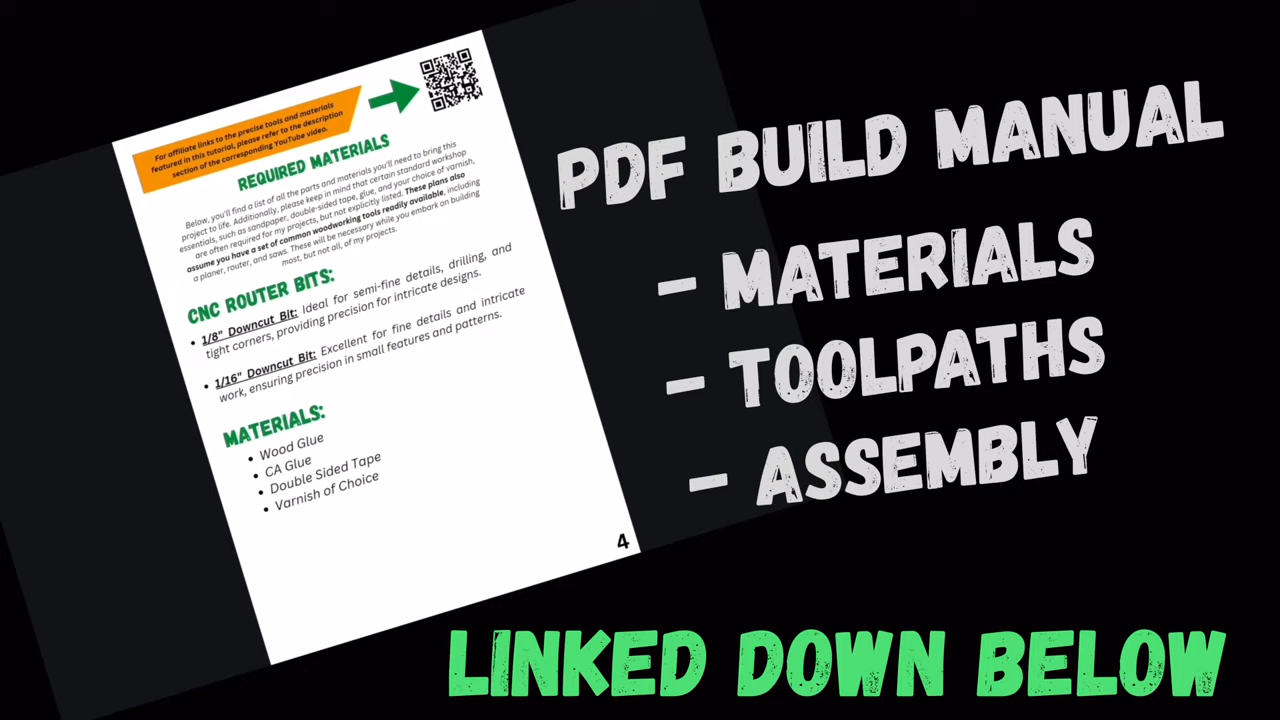 For affiliate links to the precise tools and materials
featured in this tutorial, please refer to the description
section of the corresponding YouTube video.
REQUIRED MATERIALS
Below, you'll find a list of all the parts and materials you'll need to bring this
project to life. Additionally, please keep in mind that certain standard workshop
essentials, such as sandpaper, double-sided tape, glue, and your choice of varnish,
are often required for my projects, but not explicitly listed. These plans also
assume you have a set of common woodworking tools readily available, including
a planer, router, and saws. These will be necessary while you embark on building
most, but not all, of my projects.
CNC ROUTER BITS:
• 1/8" Downcut Bit: Ideal for semi-fine details, drilling, and
tight corners, providing precision for intricate designs.
• 1/16" Downcut Bit: Excellent for fine details and intricate
work, ensuring precision in small features and patterns.
MATERIALS:
• Wood Glue
• CA Glue
• Double Sided Tape
• Varnish of Choice
4
PDF BUILD MANUAL
- MATERIALS
- TOOLPATHS
- ASSEMBLY
LINKED DOWN BELOW